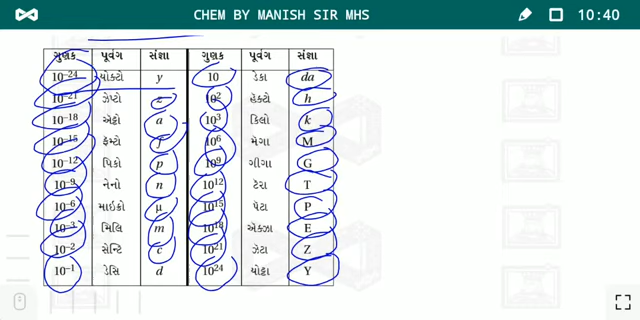 CHEM BY MANISH SIR MHS
10:40
ગુણક પૂર્વગ સંજ્ઞા ગુણક પૂર્વગ સંજ્ઞા
10⁻²⁴ યોક્ટો y 10 ડેકા da
10⁻²¹ ઝેપ્ટો z 10² હેક્ટો h
10⁻¹⁸ એટ્ટો a 10³ કિલો k
10⁻¹⁵ ફેમ્ટો f 10⁶ મેગા M
10⁻¹² પિકો p 10⁹ ગીગા G
10⁻⁹ નેનો n 10¹² ટેરા T
10⁻⁶ માઇક્રો μ 10¹⁵ પેટા P
10⁻³ મિલિ m 10¹⁸ એક્ઝા E
10⁻² સેન્ટિ c 10²¹ ઝેટા Z
10⁻¹ ડેસિ d 10²⁴ યોટ્ટા Y